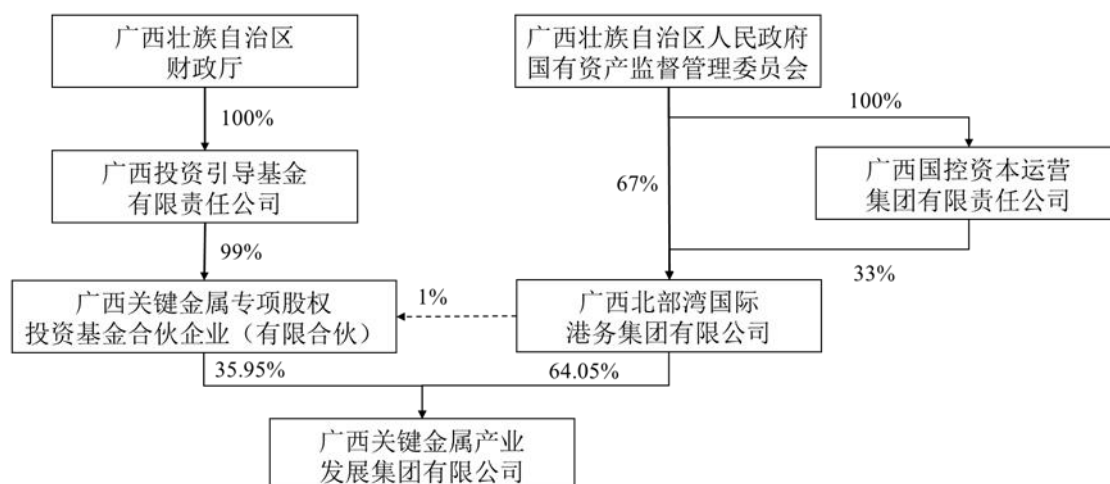 广西壮族自治区
财政厅
广西壮族自治区人民政府
国有资产监督管理委员会
100%
100%
广西投资引导基金
有限责任公司
67%
广西国控资本运营
集团有限责任公司
99%
33%
广西关键金属专项股权
投资基金合伙企业（有限合伙）
1%
广西北部湾国际
港务集团有限公司
35.95%
64.05%
广西关键金属产业
发展集团有限公司